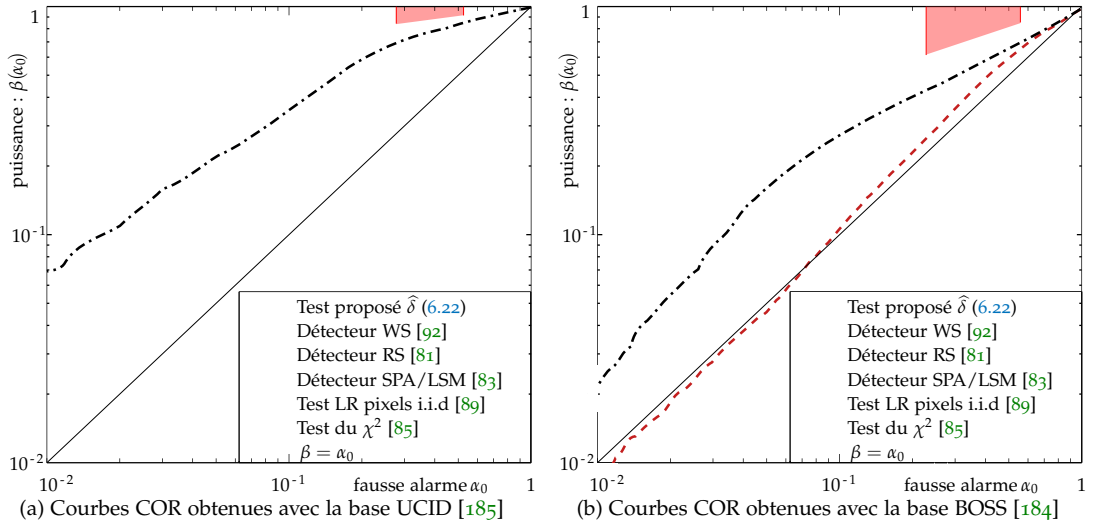 1
10⁻¹
10⁻²
puissance : β(α₀)
Test proposé δ̂ (6.22)
Détecteur WS [92]
Détecteur RS [81]
Détecteur SPA/LSM [83]
Test LR pixels i.i.d [89]
Test du χ² [85]
β = α₀
10⁻²
10⁻¹
fausse alarme α₀
1
(a) Courbes COR obtenues avec la base UCID [185]
1
10⁻¹
10⁻²
puissance : β(α₀)
Test proposé δ̂ (6.22)
Détecteur WS [92]
Détecteur RS [81]
Détecteur SPA/LSM [83]
Test LR pixels i.i.d [89]
Test du χ² [85]
β = α₀
10⁻²
10⁻¹
fausse alarme α₀
1
(b) Courbes COR obtenues avec la base BOSS [184]